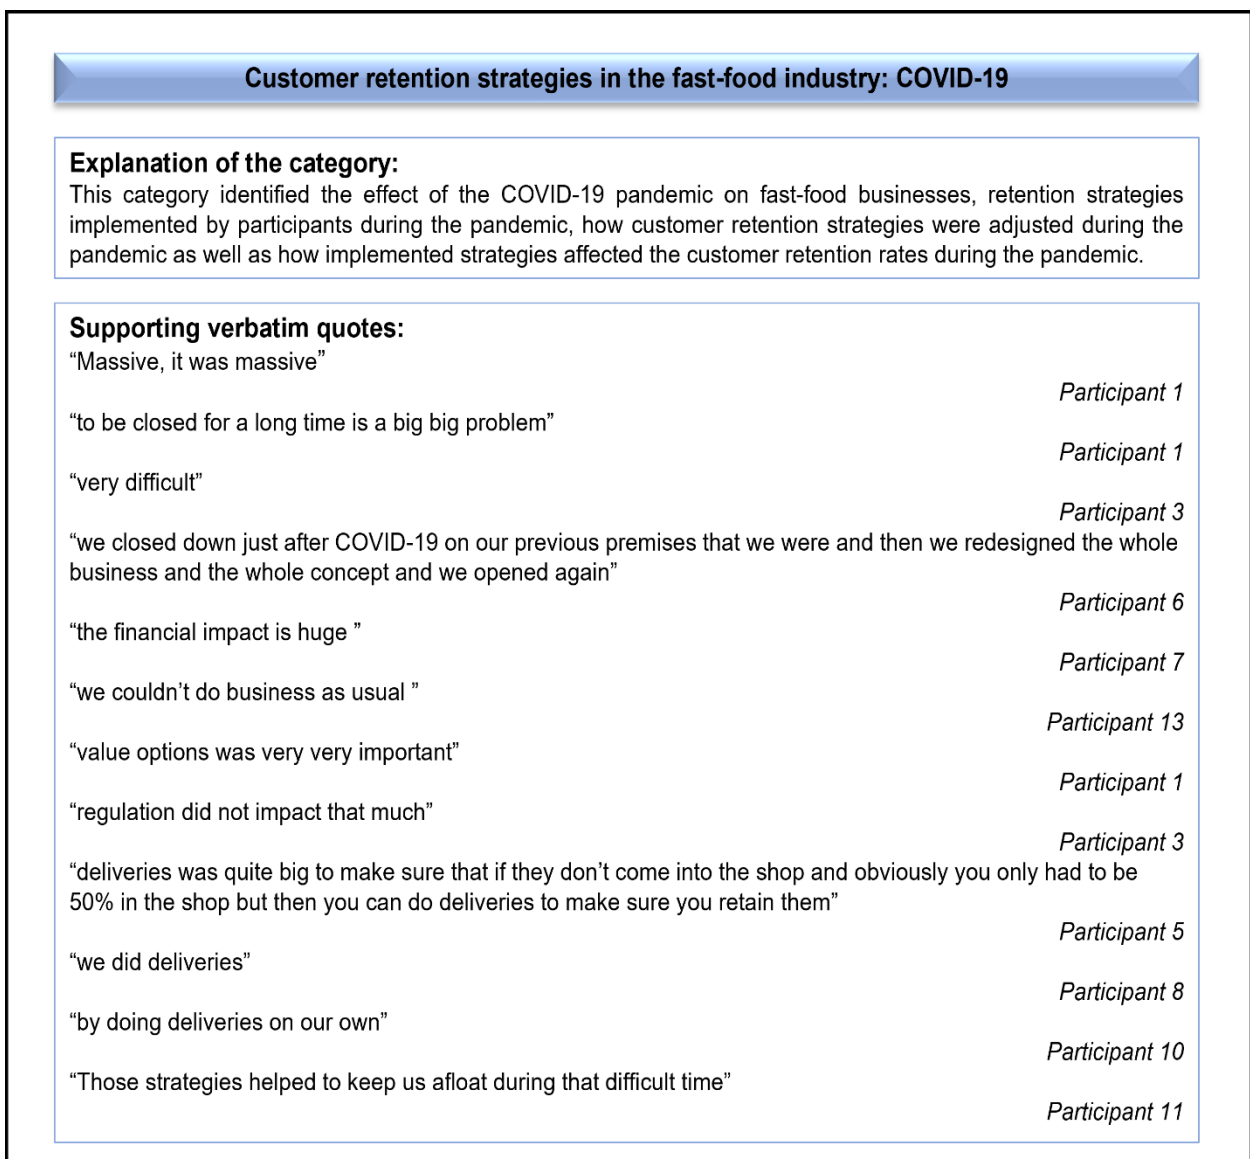 Customer retention strategies in the fast-food industry: COVID-19
Explanation of the category:
This category identified the effect of the COVID-19 pandemic on fast-food businesses, retention strategies
implemented by participants during the pandemic, how customer retention strategies were adjusted during the
pandemic as well as how implemented strategies affected the customer retention rates during the pandemic.
Supporting verbatim quotes:
“Massive, it was massive”
Participant 1
“to be closed for a long time is a big big problem”
Participant 1
“very difficult”
Participant 3
“we closed down just after COVID-19 on our previous premises that we were and then we redesigned the whole
business and the whole concept and we opened again”
Participant 6
“the financial impact is huge ”
Participant 7
“we couldn’t do business as usual ”
Participant 13
“value options was very very important”
Participant 1
“regulation did not impact that much”
Participant 3
“deliveries was quite big to make sure that if they don’t come into the shop and obviously you only had to be
50% in the shop but then you can do deliveries to make sure you retain them”
Participant 5
“we did deliveries”
Participant 8
“by doing deliveries on our own”
Participant 10
“Those strategies helped to keep us afloat during that difficult time”
Participant 11